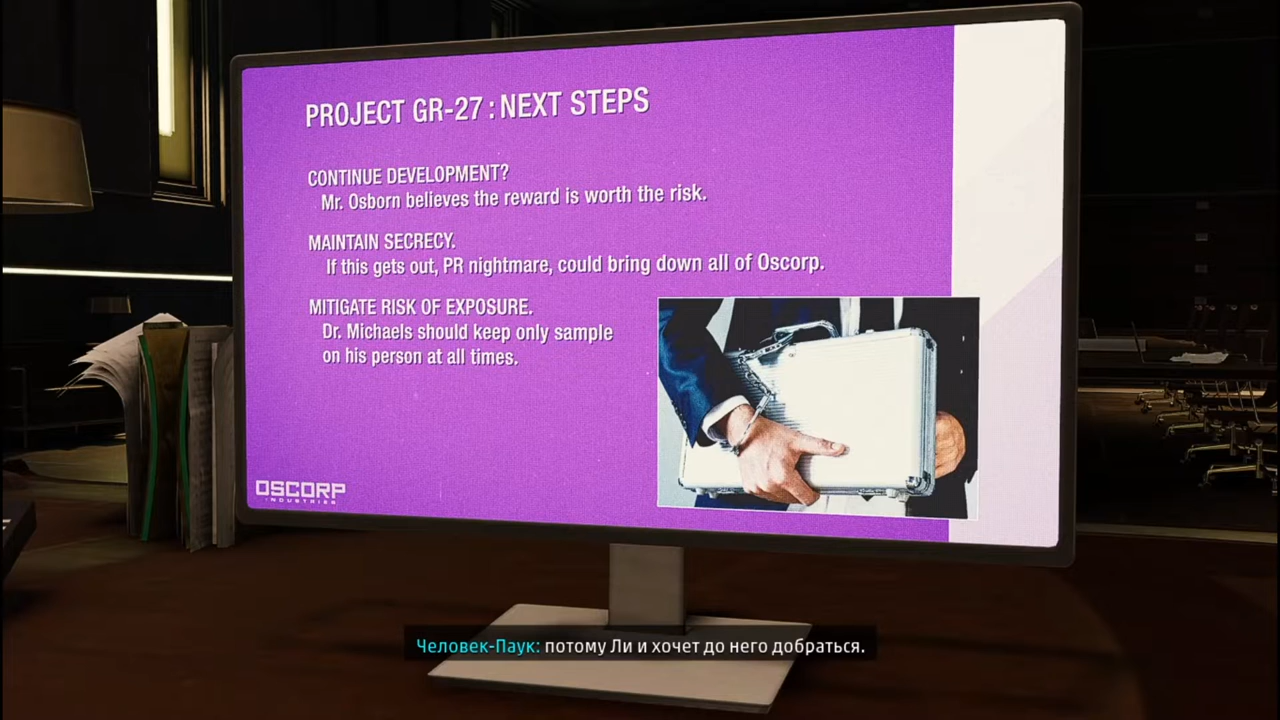 PROJECT GR-27 : NEXT STEPS
CONTINUE DEVELOPMENT?
Mr. Osborn believes the reward is worth the risk.
MAINTAIN SECRECY.
If this gets out, PR nightmare, could bring down all of Oscorp.
MITIGATE RISK OF EXPOSURE.
Dr. Michaels should keep only sample
on his person at all times.
OSCORP
INDUSTRIES
Человек-Паук: потому Ли и хочет до него добраться.